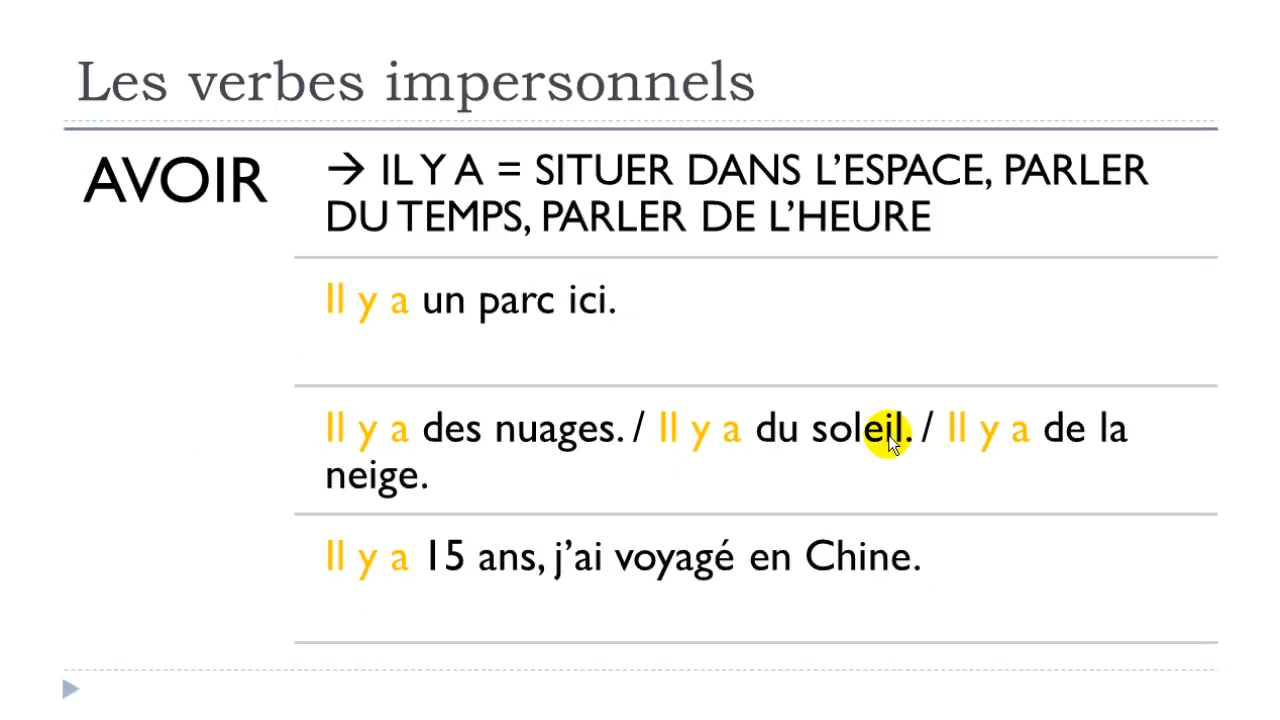 Les verbes impersonnels
AVOIR
→ IL Y A = SITUER DANS L’ESPACE, PARLER
DU TEMPS, PARLER DE L’HEURE
Il y a un parc ici.
Il y a des nuages. / Il y a du soleil. / Il y a de la
neige.
Il y a 15 ans, j’ai voyagé en Chine.